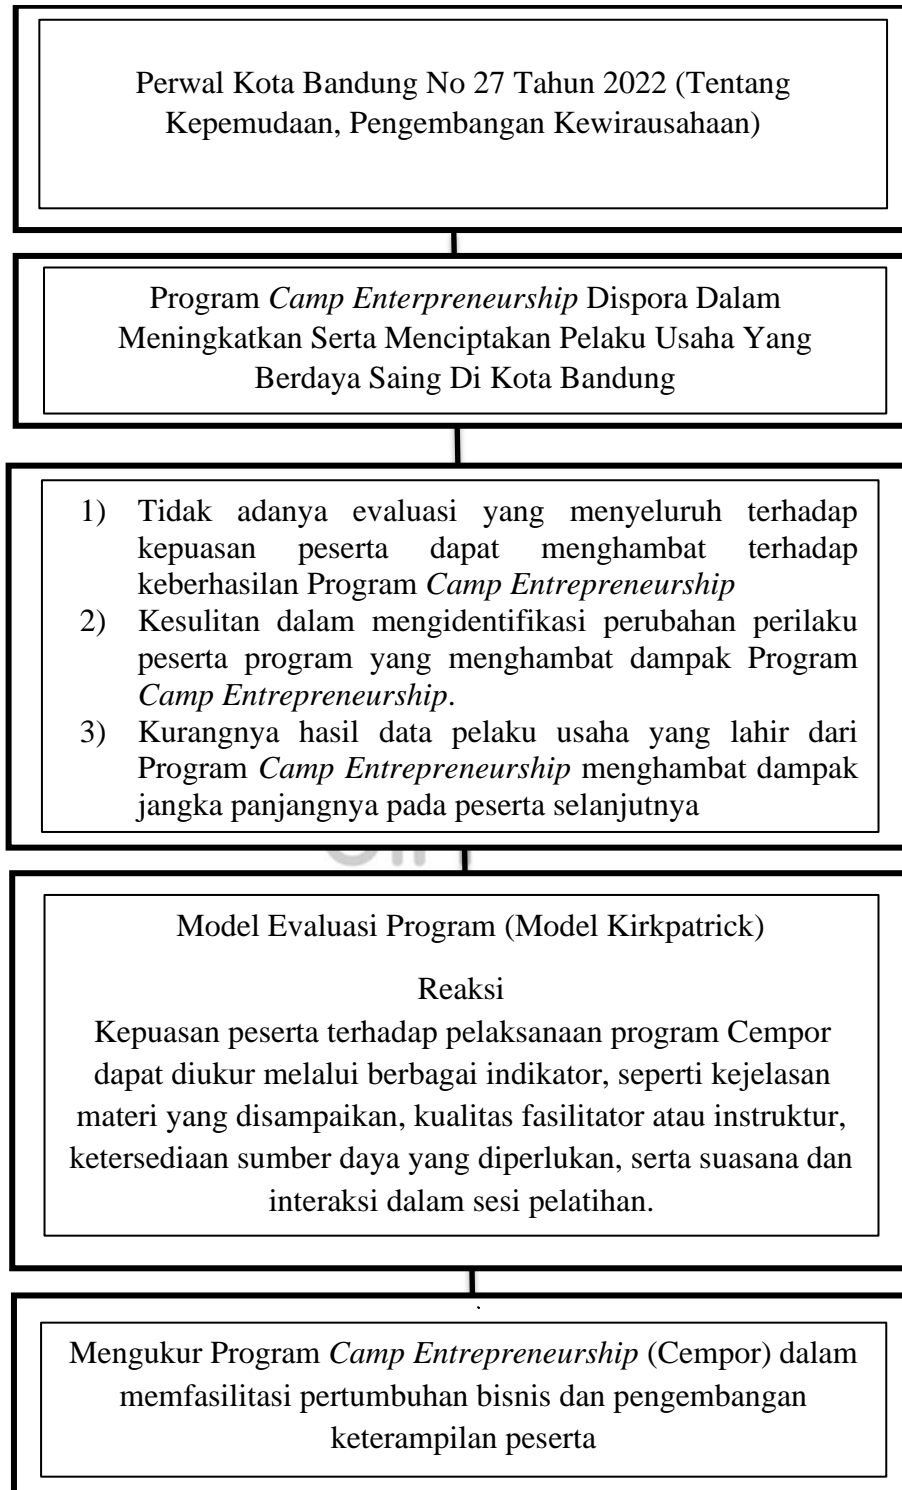 Perwal Kota Bandung No 27 Tahun 2022 (Tentang
Kepemudaan, Pengembangan Kewirausahaan)
Program Camp Enterpreneurship Dispora Dalam
Meningkatkan Serta Menciptakan Pelaku Usaha Yang
Berdaya Saing Di Kota Bandung
1) Tidak adanya evaluasi yang menyeluruh terhadap
kepuasan peserta dapat menghambat terhadap
keberhasilan Program Camp Entrepreneurship
2) Kesulitan dalam mengidentifikasi perubahan perilaku
peserta program yang menghambat dampak Program
Camp Entrepreneurship.
3) Kurangnya hasil data pelaku usaha yang lahir dari
Program Camp Entrepreneurship menghambat dampak
jangka panjangnya pada peserta selanjutnya
Model Evaluasi Program (Model Kirkpatrick)
Reaksi
Kepuasan peserta terhadap pelaksanaan program Cempor
dapat diukur melalui berbagai indikator, seperti kejelasan
materi yang disampaikan, kualitas fasilitator atau instruktur,
ketersediaan sumber daya yang diperlukan, serta suasana dan
interaksi dalam sesi pelatihan.
Mengukur Program Camp Entrepreneurship (Cempor) dalam
memfasilitasi pertumbuhan bisnis dan pengembangan
keterampilan peserta